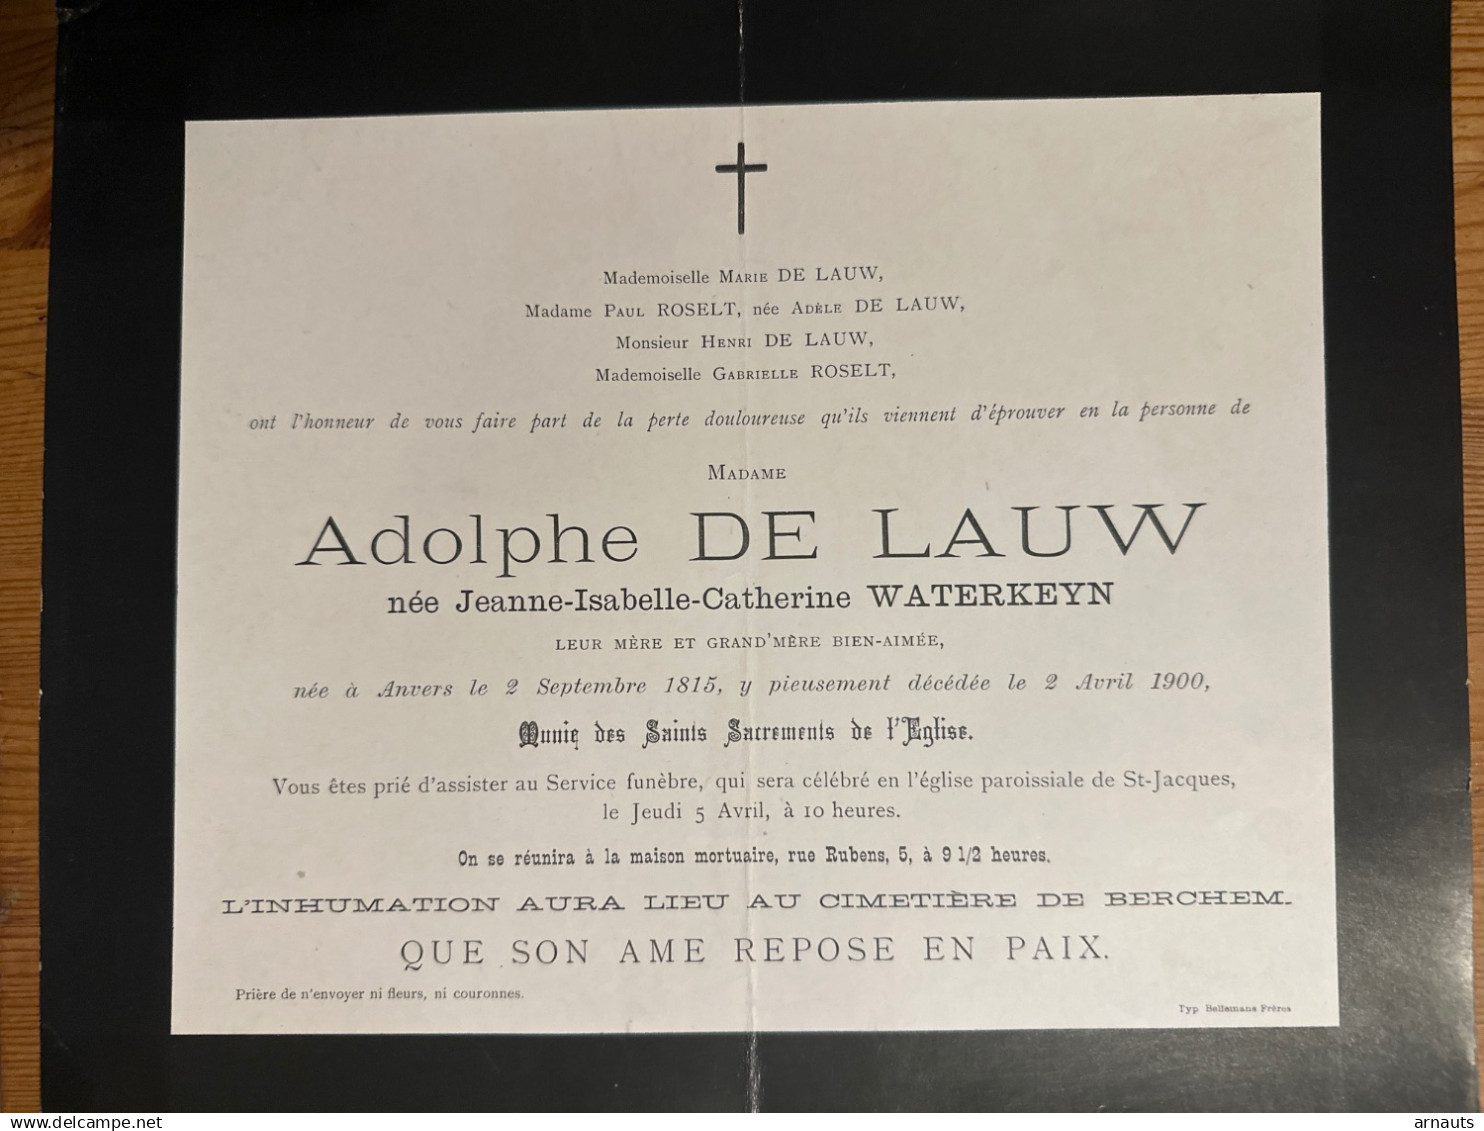 Mademoiselle Marie DE LAUW,
Madame Paul ROSELT, née Adèle DE LAUW,
Monsieur Henri DE LAUW,
Mademoiselle Gabrielle ROSELT,
ont l'honneur de vous faire part de la perte douloureuse qu'ils viennent d'éprouver en la personne de
Madame
Adolphe DE LAUW
née Jeanne-Isabelle-Catherine WATERKEYN
LEUR MÈRE ET GRAND'MÈRE BIEN-AIMÉE,
née à Anvers le 2 Septembre 1815, y pieusement décédée le 2 Avril 1900,
Munie des Saints Sacrements de l'Eglise.
Vous êtes prié d'assister au Service funèbre, qui sera célébré en l'église paroissiale de St-Jacques,
le Jeudi 5 Avril, à 10 heures.
On se réunira à la maison mortuaire, rue Rubens, 5, à 9 1/2 heures.
L'INHUMATION AURA LIEU AU CIMETIÈRE DE BERCHEM.
QUE SON AME REPOSE EN PAIX.
Prière de n'envoyer ni fleurs, ni couronnes.
Typ. Bellemans Frères
delcampe.net
arnauts